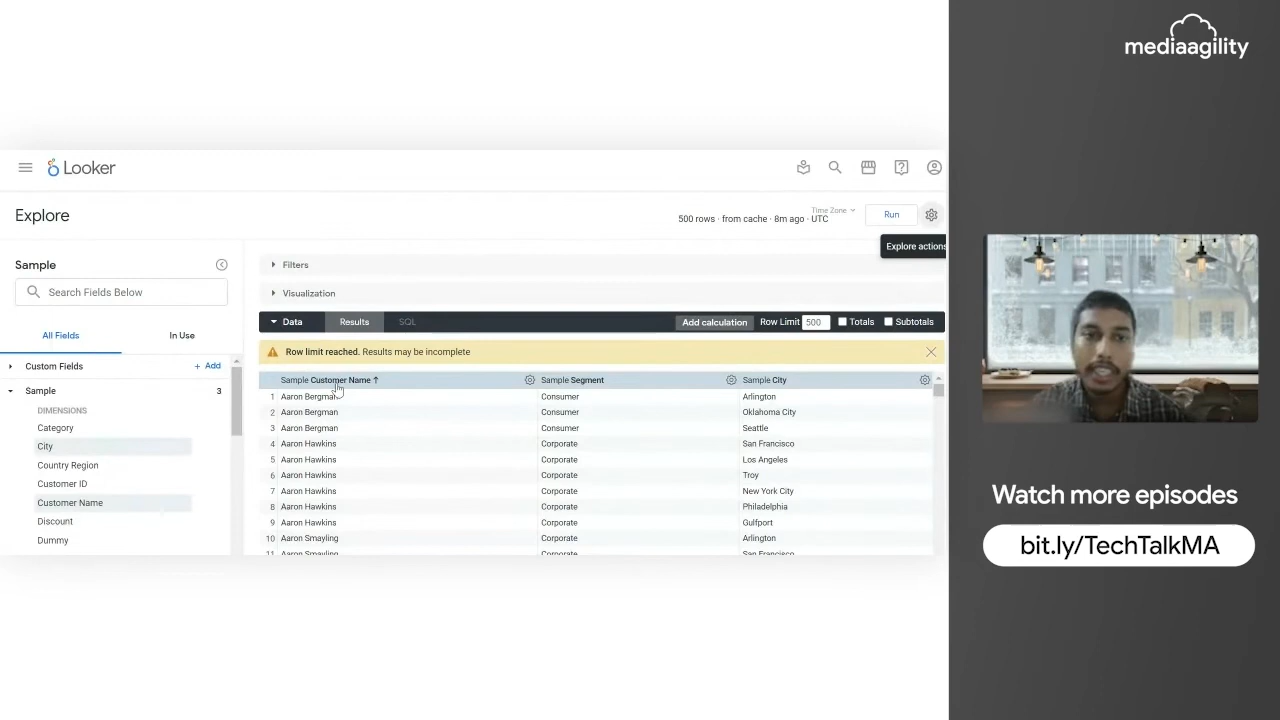 mediaagility
Looker
Explore
500 rows · from cache · 8m ago ·
Time Zone
UTC
Run
Explore actions
Sample
Search Fields Below
All Fields
In Use
Custom Fields
+ Add
Sample
3
DIMENSIONS
Category
City
Country Region
Customer ID
Customer Name
Discount
Dummy
Filters
Visualization
Data
Results
SQL
Add calculation
Row Limit 500
Totals
Subtotals
Row limit reached. Results may be incomplete
Sample Customer Name ↑ Sample Segment Sample City
1 Aaron Bergman Consumer Arlington
2 Aaron Bergman Consumer Oklahoma City
3 Aaron Bergman Consumer Seattle
4 Aaron Hawkins Corporate San Francisco
5 Aaron Hawkins Corporate Los Angeles
6 Aaron Hawkins Corporate Troy
7 Aaron Hawkins Corporate New York City
8 Aaron Hawkins Corporate Philadelphia
9 Aaron Hawkins Corporate Gulfport
10 Aaron Smayling Corporate Arlington
11 Aaron Smayling Corporate San Francisco
Watch more episodes
bit.ly/TechTalkMA